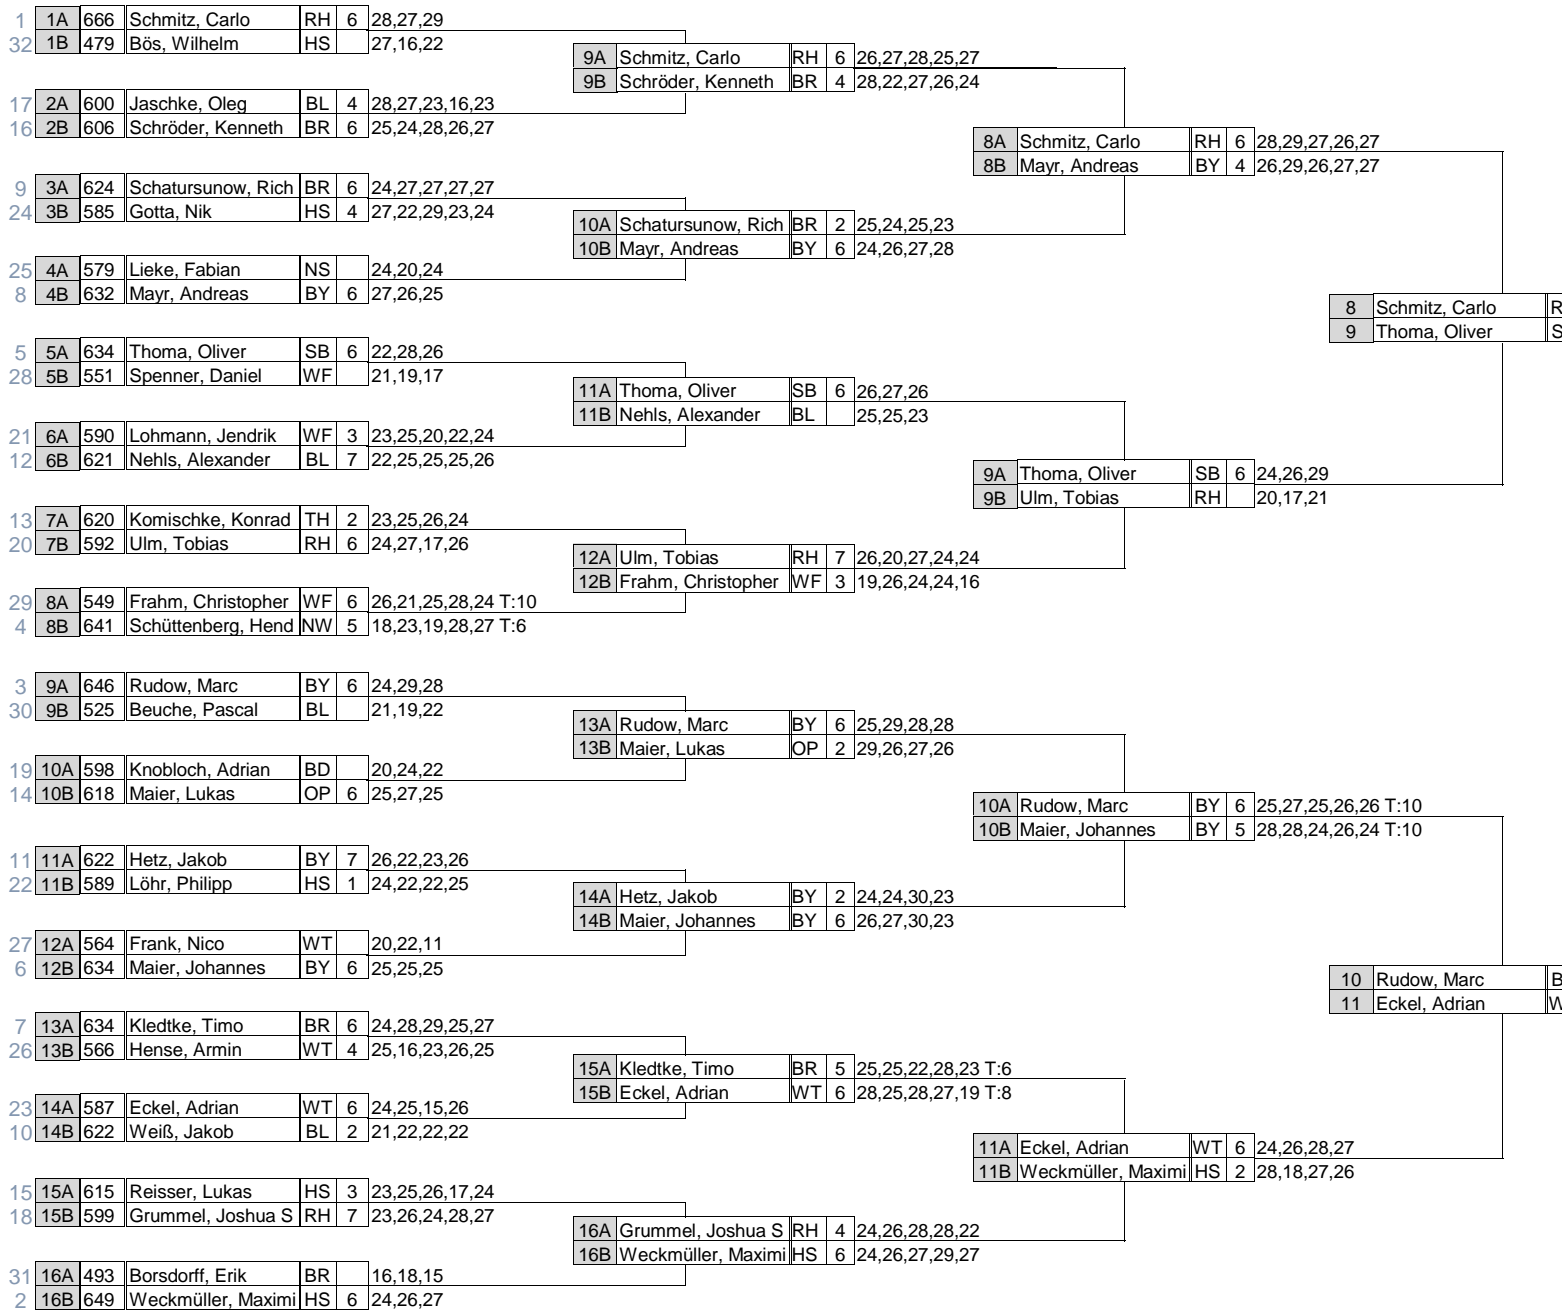 1 1A 666 Schmitz, Carlo RH 6 28,27,29
32 1B 479 Bös, Wilhelm HS 27,16,22
9A Schmitz, Carlo RH 6 26,27,28,25,27
9B Schröder, Kenneth BR 4 28,22,27,26,24
17 2A 600 Jaschke, Oleg BL 4 28,27,23,16,23
16 2B 606 Schröder, Kenneth BR 6 25,24,28,26,27
8A Schmitz, Carlo RH 6 28,29,27,26,27
8B Mayr, Andreas BY 4 26,29,26,27,27
9 3A 624 Schatursunow, Rich BR 6 24,27,27,27,27
24 3B 585 Gotta, Nik HS 4 27,22,29,23,24
10A Schatursunow, Rich BR 2 25,24,25,23
10B Mayr, Andreas BY 6 24,26,27,28
25 4A 579 Lieke, Fabian NS 24,20,24
8 4B 632 Mayr, Andreas BY 6 27,26,25
8 Schmitz, Carlo R
9 Thoma, Oliver S
5 5A 634 Thoma, Oliver SB 6 22,28,26
28 5B 551 Spenner, Daniel WF 21,19,17
11A Thoma, Oliver SB 6 26,27,26
11B Nehls, Alexander BL 25,25,23
21 6A 590 Lohmann, Jendrik WF 3 23,25,20,22,24
12 6B 621 Nehls, Alexander BL 7 22,25,25,25,26
9A Thoma, Oliver SB 6 24,26,29
9B Ulm, Tobias RH 20,17,21
13 7A 620 Komischke, Konrad TH 2 23,25,26,24
20 7B 592 Ulm, Tobias RH 6 24,27,17,26
12A Ulm, Tobias RH 7 26,20,27,24,24
12B Frahm, Christopher WF 3 19,26,24,24,16
29 8A 549 Frahm, Christopher WF 6 26,21,25,28,24 T:10
4 8B 641 Schüttenberg, Hend NW 5 18,23,19,28,27 T:6
3 9A 646 Rudow, Marc BY 6 24,29,28
30 9B 525 Beuche, Pascal BL 21,19,22
13A Rudow, Marc BY 6 25,29,28,28
13B Maier, Lukas OP 2 29,26,27,26
19 10A 598 Knobloch, Adrian BD 20,24,22
14 10B 618 Maier, Lukas OP 6 25,27,25
10A Rudow, Marc BY 6 25,27,25,26,26 T:10
10B Maier, Johannes BY 5 28,28,24,26,24 T:10
11 11A 622 Hetz, Jakob BY 7 26,22,23,26
22 11B 589 Löhr, Philipp HS 1 24,22,22,25
14A Hetz, Jakob BY 2 24,24,30,23
14B Maier, Johannes BY 6 26,27,30,23
27 12A 564 Frank, Nico WT 20,22,11
6 12B 634 Maier, Johannes BY 6 25,25,25
10 Rudow, Marc B
11 Eckel, Adrian W
7 13A 634 Kledtke, Timo BR 6 24,28,29,25,27
26 13B 566 Hense, Armin WT 4 25,16,23,26,25
15A Kledtke, Timo BR 5 25,25,22,28,23 T:6
15B Eckel, Adrian WT 6 28,25,28,27,19 T:8
23 14A 587 Eckel, Adrian WT 6 24,25,15,26
10 14B 622 Weiß, Jakob BL 2 21,22,22,22
11A Eckel, Adrian WT 6 24,26,28,27
11B Weckmüller, Maximi HS 2 28,18,27,26
15 15A 615 Reisser, Lukas HS 3 23,25,26,17,24
18 15B 599 Grummel, Joshua S RH 7 23,26,24,28,27
16A Grummel, Joshua S RH 4 24,26,28,28,22
16B Weckmüller, Maximi HS 6 24,26,27,29,27
31 16A 493 Borsdorff, Erik BR 16,18,15
2 16B 649 Weckmüller, Maximi HS 6 24,26,27